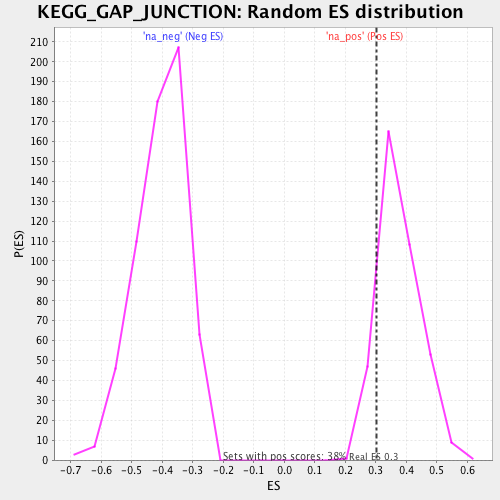 KEGG_GAP_JUNCTION: Random ES distribution
'na_neg' (Neg ES)
'na_pos' (Pos ES)
210
200
190
180
170
160
150
140
130
120
110
100
90
80
70
60
50
40
30
20
10
0
P(ES)
Sets with pos scores: 38%
Real ES 0.3
-0.7 -0.6 -0.5 -0.4 -0.3 -0.2 -0.1 0.0 0.1 0.2 0.3 0.4 0.5 0.6
ES